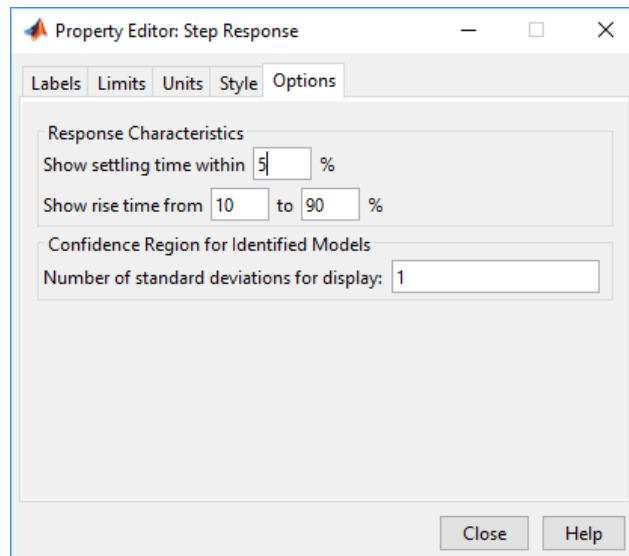 Property Editor: Step Response
Labels Limits Units Style Options
Response Characteristics
Show settling time within 5 %
Show rise time from 10 to 90 %
Confidence Region for Identified Models
Number of standard deviations for display: 1
Close Help